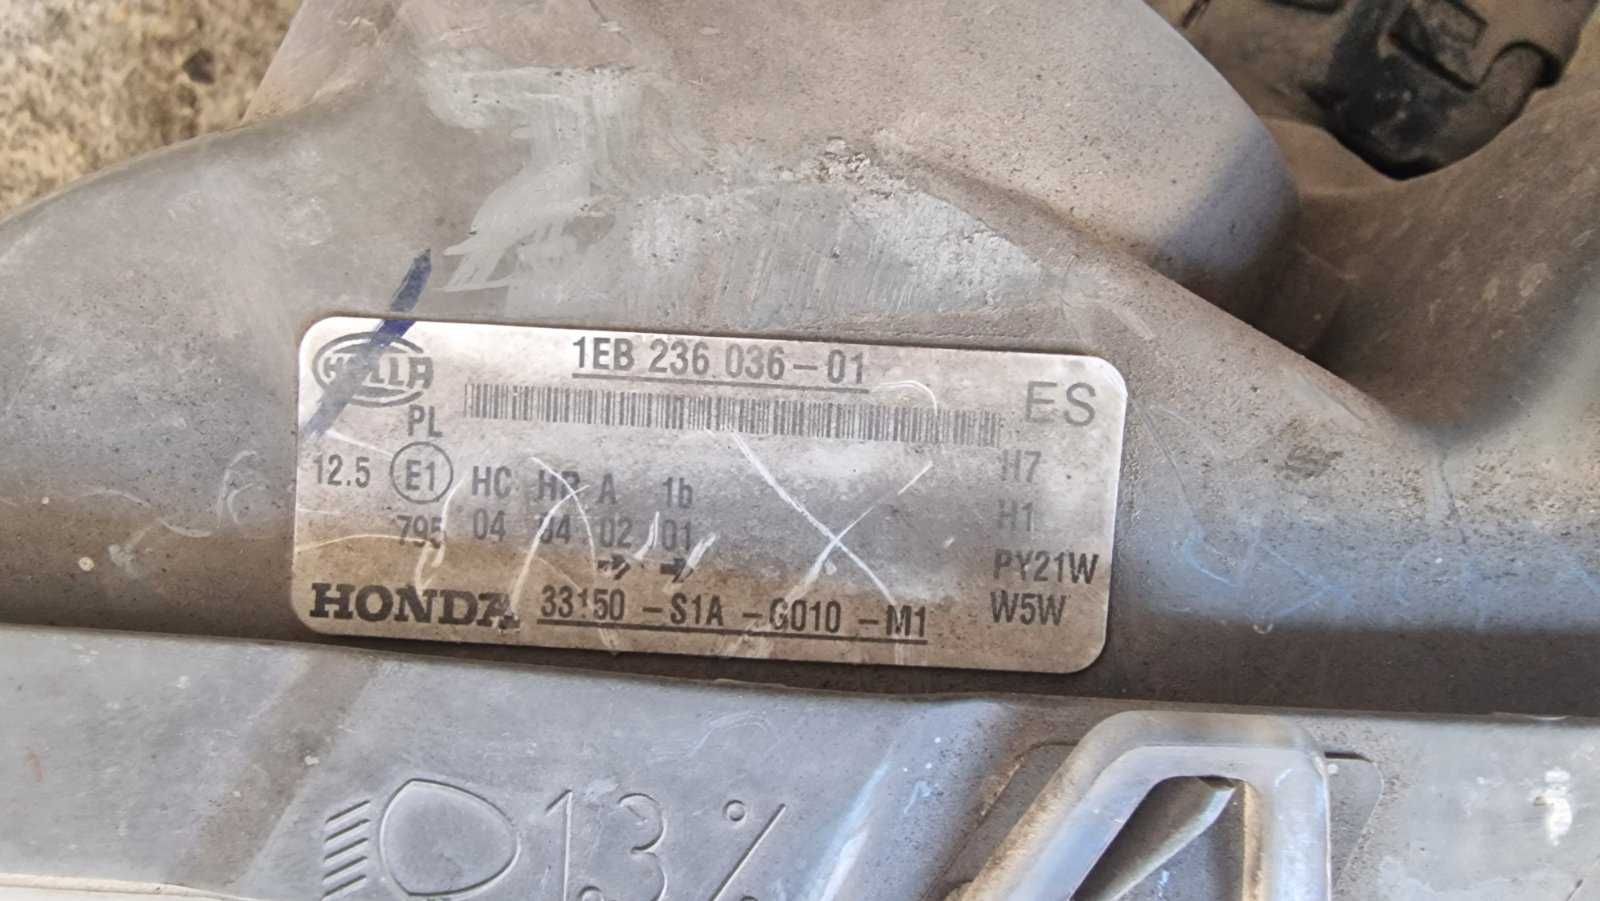 HELLA 1EB 236 036-01
PL ES
12.5 E1 HC HR A 1b H7
795 04 04 02 01 H1
PY21W
HONDA 33150 -S1A -G010 -M1 W5W
1.3 %